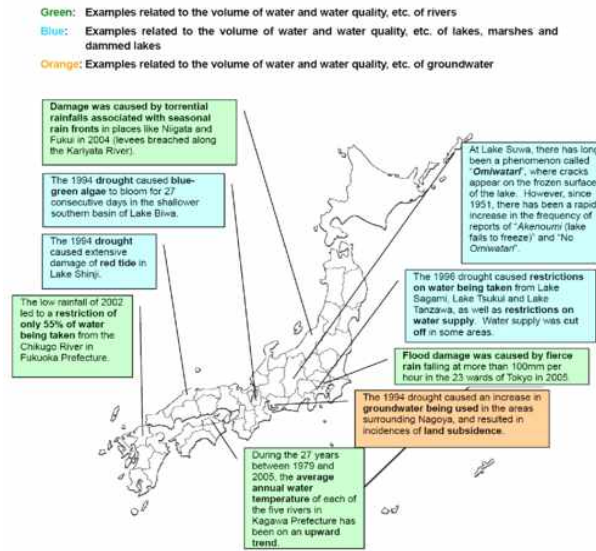 Green: Examples related to the volume of water and water quality, etc. of rivers
Blue: Examples related to the volume of water and water quality, etc. of lakes, marshes and
dammed lakes
Orange: Examples related to the volume of water and water quality, etc. of groundwater
Damage was caused by torrential
rainfalls associated with seasonal
rain fronts in places like Niigata and
Fukui in 2004 (levees breached along
the Kariyata River).
The 1994 drought caused blue-
green algae to bloom for 27
consecutive days in the shallower
southern basin of Lake Biwa.
The 1994 drought
caused extensive
damage of red tide in
Lake Shinji.
The low rainfall of 2002
led to a restriction of
only 55% of water
being taken from the
Chikugo River in
Fukuoka Prefecture.
At Lake Suwa, there has long
been a phenomenon called
"Omiwatari", where cracks
appear on the frozen surface
of the lake. However, since
1951, there has been a rapid
increase in the frequency of
reports of "Akenoumi (lake
fails to freeze)" and "No
Omiwatari".
The 1996 drought caused restrictions
on water being taken from Lake
Sagami, Lake Tsukui and Lake
Tanzawa, as well as restrictions on
water supply. Water supply was cut
off in some areas.
Flood damage was caused by fierce
rain falling at more than 100mm per
hour in the 23 wards of Tokyo in 2005.
The 1994 drought caused an increase in
groundwater being used in the areas
surrounding Nagoya, and resulted in
incidences of land subsidence.
During the 27 years
between 1979 and
2005, the average
annual water
temperature of each of
the five rivers in
Kagawa Prefecture has
been on an upward
trend.